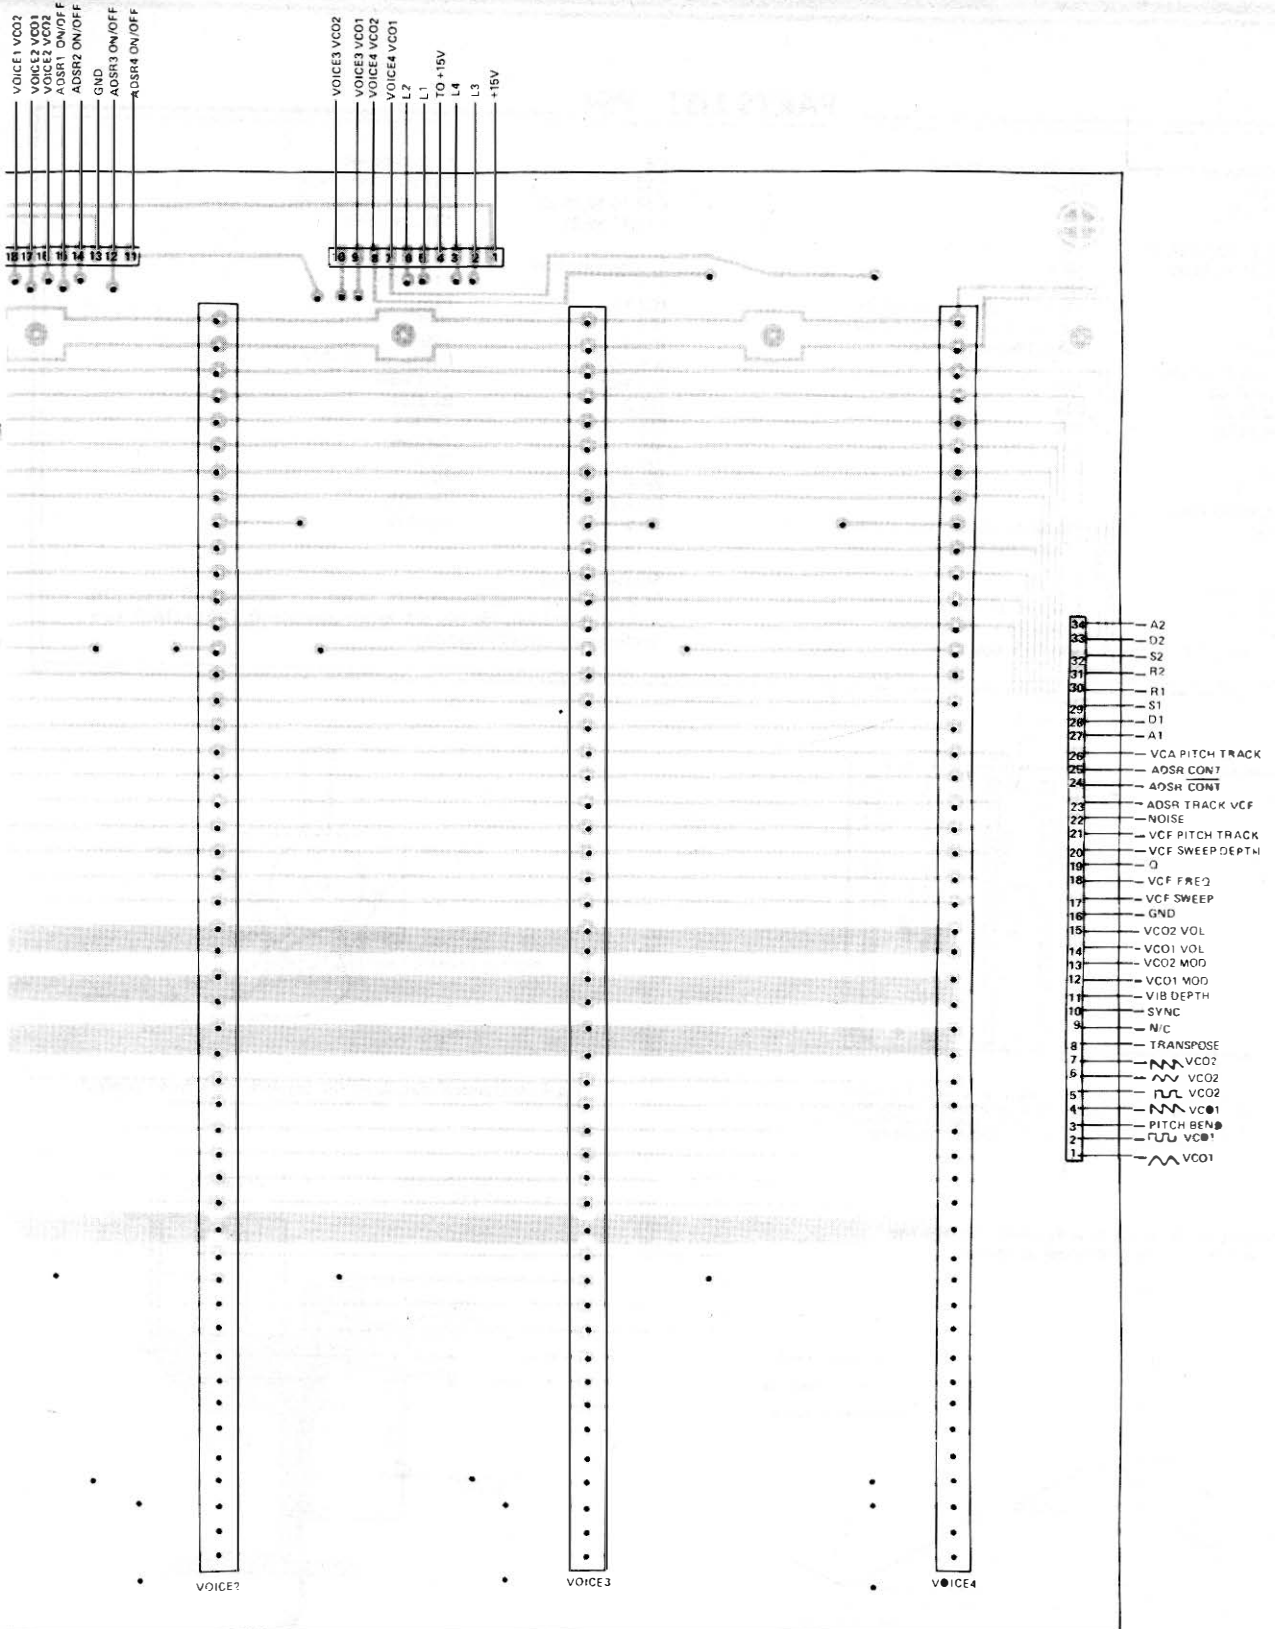 VOICE1 VCO2
VOICE2 VCO1
VOICE2 VCO2
ADSR1 ON/OFF
ADSR2 ON/OFF
GND
ADSR3 ON/OFF
ADSR4 ON/OFF
VOICE3 VCO2
VOICE3 VCO1
VOICE4 VCO2
VOICE4 VCO1
L2
L1
TO +15V
L4
L3
+15V
PARTS LIST
18 17 16 15 14 13 12 11
10 9 8 7 6 5 4 3 2 1
34 A2
33 D2
32 S2
31 R2
30 R1
29 S1
28 D1
27 A1
26 VCA PITCH TRACK
25 ADSR CONT
24 ADSR CONT
23 ADSR TRACK VCF
22 NOISE
21 VCF PITCH TRACK
20 VCF SWEEP DEPTH
19 Q
18 VCF FREQ
17 VCF SWEEP
16 GND
15 VCO2 VOL
14 VCO1 VOL
13 VCO2 MOD
12 VCO1 MOD
11 VIB DEPTH
10 SYNC
9 N/C
8 TRANSPOSE
7 VCO2
6 VCO2
5 VCO2
4 VCO1
3 PITCH BEND
2 VCO1
1 VCO1
VOICE2
VOICE3
VOICE4